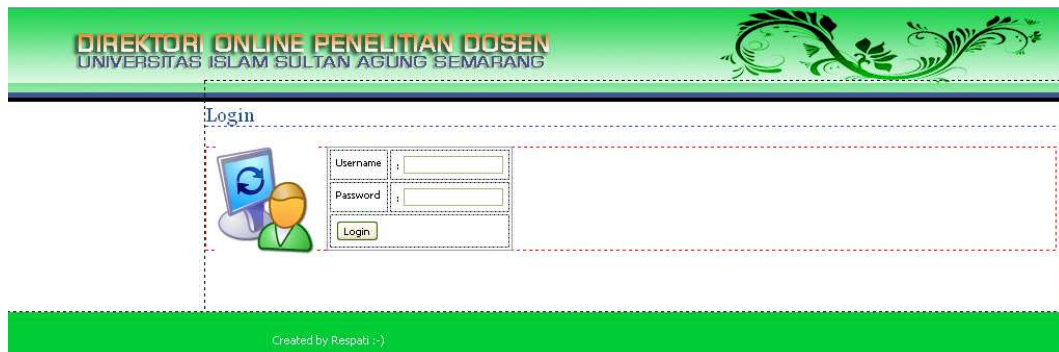 DIREKTORI ONLINE PENELITIAN DOSEN
UNIVERSITAS ISLAM SULTAN AGUNG SEMARANG
Login
Username :
Password :
Login
Created by Respati :-)